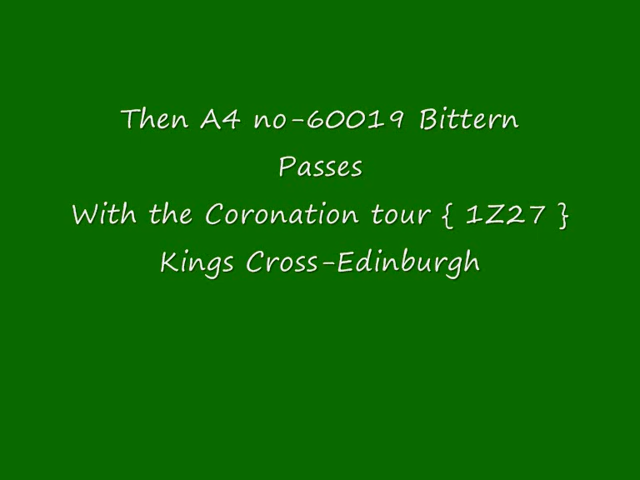 Then A4 no-60019 Bittern
Passes
With the Coronation tour { 1Z27 }
Kings Cross-Edinburgh